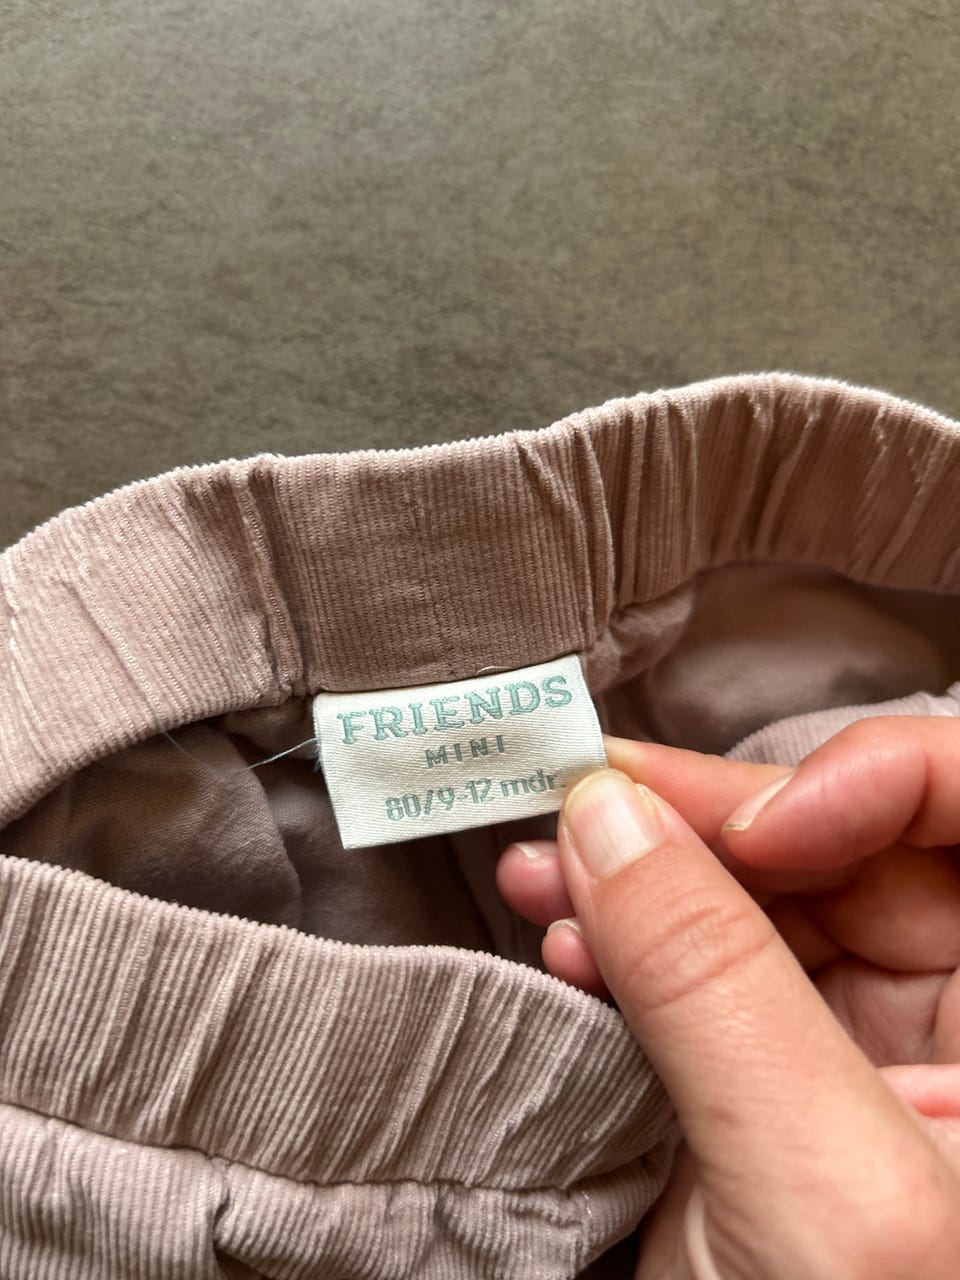 FRIENDS
MINI
80/9-12 mdr.